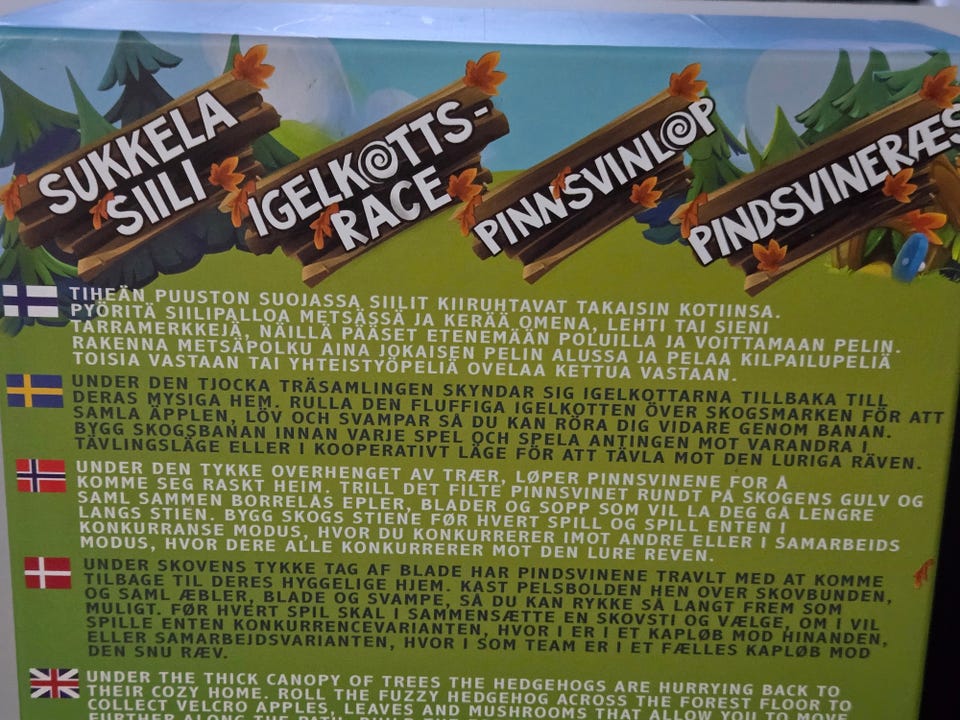 SUKKELA
SIILI
IGELKOTTS-
RACE
PINNSVINLOP
PINDSVINERÆS
TIHEÄN PUUSTON SUOJASSA SIILIT KIIRUHTAVAT TAKAISIN KOTIINSA.
PYÖRITÄ SIILIPALLOA METSÄSSÄ JA KERÄÄ OMENA, LEHTI TAI SIENI
TARRAMERKKEJÄ, NÄILLÄ PÄÄSET ETENEMÄÄN POLUILLA JA VOITTAMAAN PELIN.
RAKENNA METSÄPOLKU AINA JOKAISEN PELIN ALUSSA JA PELAA KILPAILUPELIÄ
TOISIA VASTAAN TAI YHTEISTYÖPELIÄ OVELAA KETTUA VASTAAN.
UNDER DEN TJOCKA TRÄSAMLINGEN SKYNDAR SIG IGELKOTTARNA TILLBAKA TILL
DERAS MYSIGA HEM. RULLA DEN FLUFFIGA IGELKOTTEN ÖVER SKOGSMARKEN FÖR ATT
SAMLA ÄPPLEN, LÖV OCH SVAMPAR SÅ DU KAN RÖRA DIG VIDARE GENOM BANAN.
BYGG SKOGSBANAN INNAN VARJE SPEL OCH SPELA ANTINGEN MOT VARANDRA I
TÄVLINGSLÄGE ELLER I KOOPERATIVT LÄGE FÖR ATT TÄVLA MOT DEN LURIGA RÄVEN.
UNDER DEN TYKKE OVERHENGET AV TRÆR, LØPER PINNSVINENE FOR Å
KOMME SEG RASKT HEIM. TRILL DET FILTE PINNSVINET RUNDT PÅ SKOGENS GULV OG
SAML SAMMEN BORRELÅS EPLER, BLADER OG SOPP SOM VIL LA DEG GÅ LENGRE
LANGS STIEN. BYGG SKOGS STIENE FØR HVERT SPILL OG SPILL ENTEN I
KONKURRANSE MODUS, HVOR DU KONKURRERER IMOT ANDRE ELLER I SAMARBEIDS
MODUS, HVOR DERE ALLE KONKURRERER MOT DEN LURE REVEN.
UNDER SKOVENS TYKKE TAG AF BLADE HAR PINDSVINENE TRAVLT MED AT KOMME
TILBAGE TIL DERES HYGGELIGE HJEM. KAST PELSBOLDEN HEN OVER SKOVBUNDEN,
OG SAML ÆBLER, BLADE OG SVAMPE, SÅ DU KAN RYKKE SÅ LANGT FREM SOM
MULIGT. FØR HVERT SPIL SKAL I SAMMENSÆTTE EN SKOVSTI OG VÆLGE, OM I VIL
SPILLE ENTEN KONKURRENCEVARIANTEN, HVOR I ER I ET KAPLØB MOD HINANDEN,
ELLER SAMARBEJDSVARIANTEN, HVOR I SOM TEAM ER I ET FÆLLES KAPLØB MOD
DEN SNU RÆV.
UNDER THE THICK CANOPY OF TREES THE HEDGEHOGS ARE HURRYING BACK TO
THEIR COZY HOME. ROLL THE FUZZY HEDGEHOG ACROSS THE FOREST FLOOR TO
COLLECT VELCRO APPLES, LEAVES AND MUSHROOMS THAT ALLOW YOU TO MOVE
FURTHER ALONG THE PATH. BUILD THE